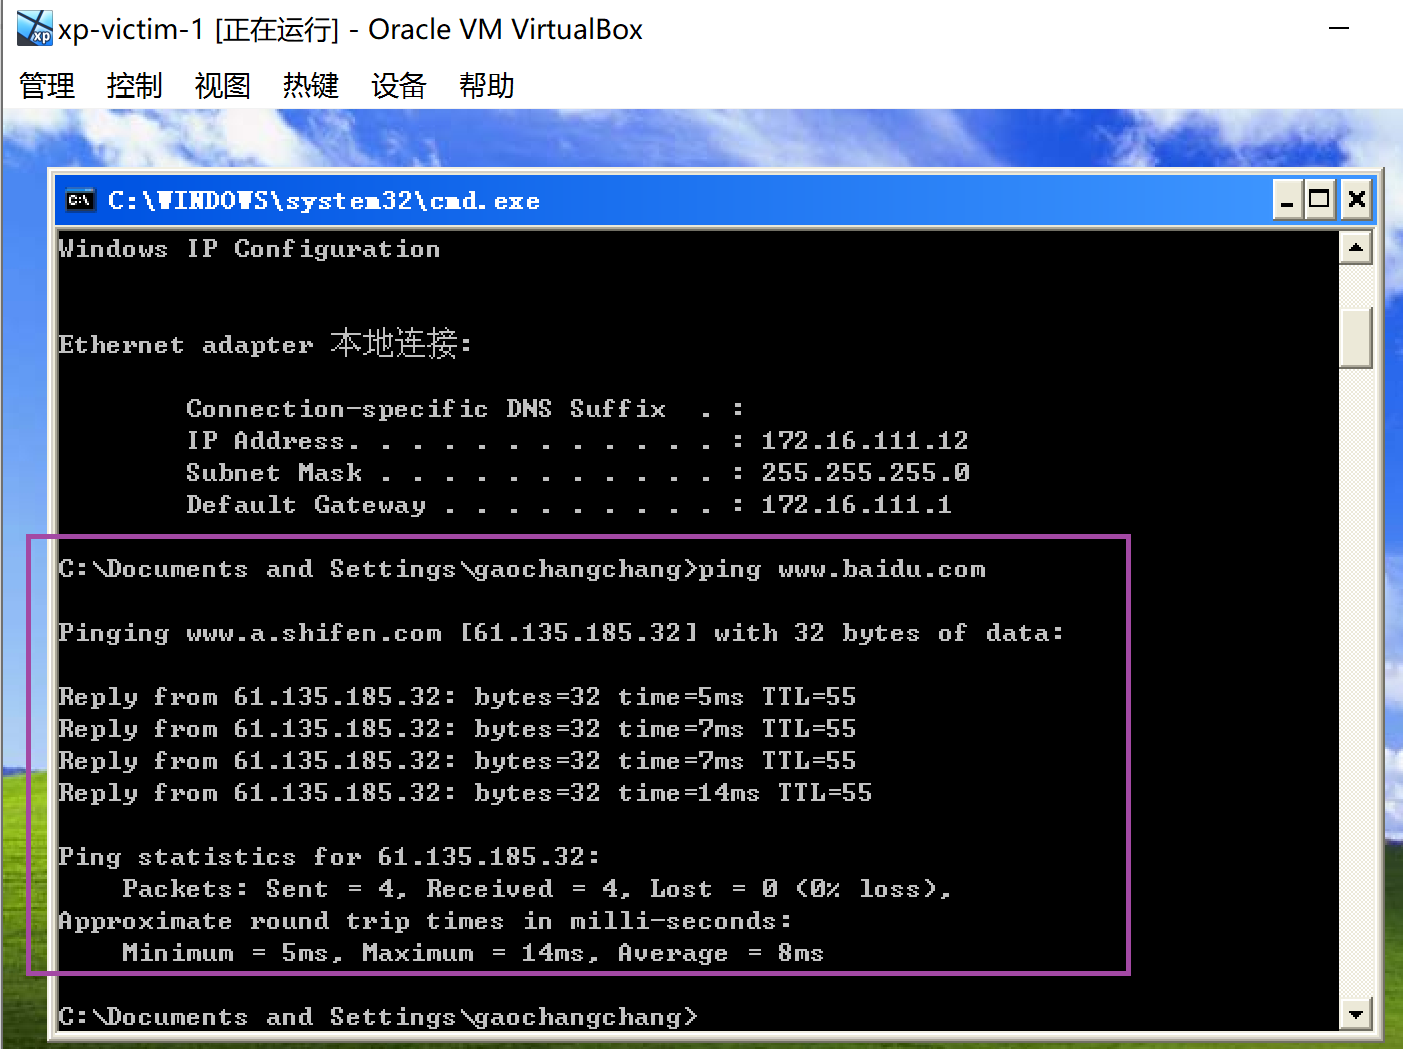 xp-victim-1 [正在运行] - Oracle VM VirtualBox
管理 控制 视图 热键 设备 帮助
C:\WINDOWS\system32\cmd.exe
Windows IP Configuration
Ethernet adapter 本地连接:
Connection-specific DNS Suffix  . :
IP Address. . . . . . . . . . . . : 172.16.111.12
Subnet Mask . . . . . . . . . . . : 255.255.255.0
Default Gateway . . . . . . . . . : 172.16.111.1
C:\Documents and Settings\gaochangchang>ping www.baidu.com
Pinging www.a.shifen.com [61.135.185.32] with 32 bytes of data:
Reply from 61.135.185.32: bytes=32 time=5ms TTL=55
Reply from 61.135.185.32: bytes=32 time=7ms TTL=55
Reply from 61.135.185.32: bytes=32 time=7ms TTL=55
Reply from 61.135.185.32: bytes=32 time=14ms TTL=55
Ping statistics for 61.135.185.32:
Packets: Sent = 4, Received = 4, Lost = 0 (0% loss),
Approximate round trip times in milli-seconds:
Minimum = 5ms, Maximum = 14ms, Average = 8ms
C:\Documents and Settings\gaochangchang>